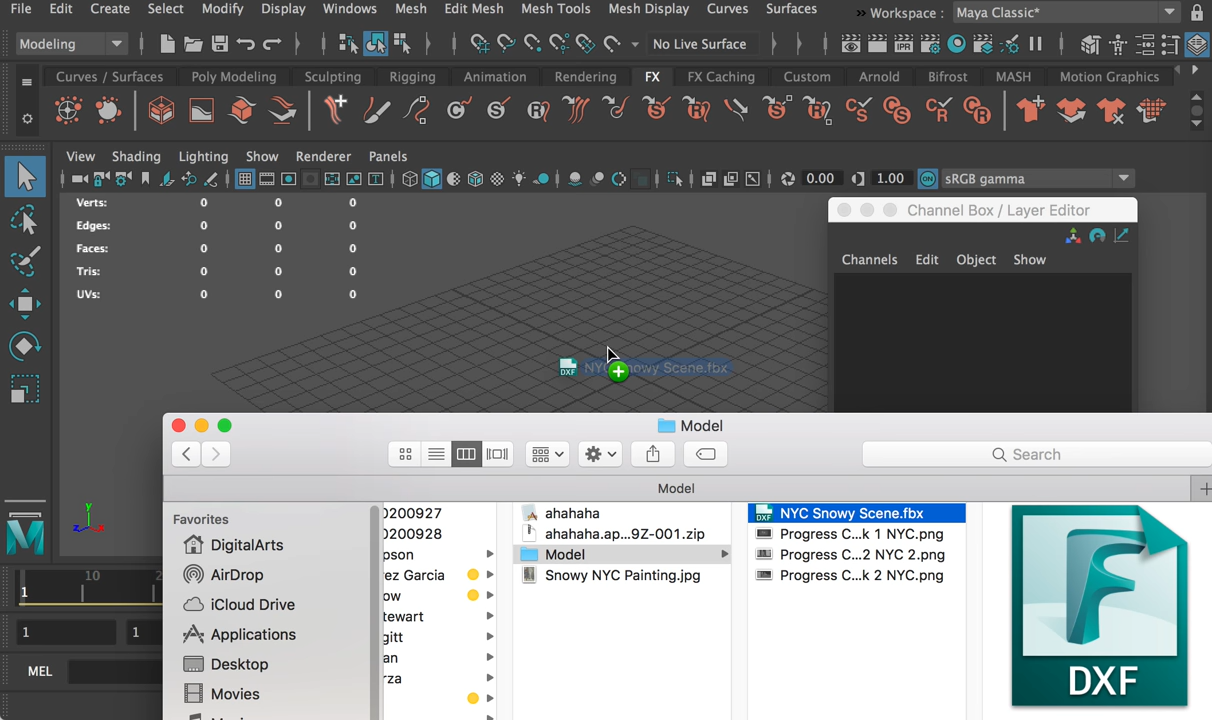 File Edit Create Select Modify Display Windows Mesh Edit Mesh Mesh Tools Mesh Display Curves Surfaces
Workspace : Maya Classic*
Modeling No Live Surface
IPR
Curves / Surfaces Poly Modeling Sculpting Rigging Animation Rendering FX FX Caching Custom Arnold Bifrost MASH Motion Graphics
View Shading Lighting Show Renderer Panels
0.00 1.00 ON sRGB gamma
Verts: 0 0 0
Edges: 0 0 0
Faces: 0 0 0
Tris: 0 0 0
UVs: 0 0 0
Channel Box / Layer Editor
Channels Edit Object Show
DXF NYC Snowy Scene.fbx
y
z x
Model
Search
Model
Favorites
DigitalArts
AirDrop
iCloud Drive
Applications
Desktop
Movies
0200927
0200928
pson
ez Garcia
ow
tewart
gitt
an
rza
ahahaha
ahahaha.ap...9Z-001.zip
Model
Snowy NYC Painting.jpg
DXF NYC Snowy Scene.fbx
Progress C...k 1 NYC.png
Progress C...2 NYC 2.png
Progress C...k 2 NYC.png
DXF
M
1 10 2
1 1
MEL